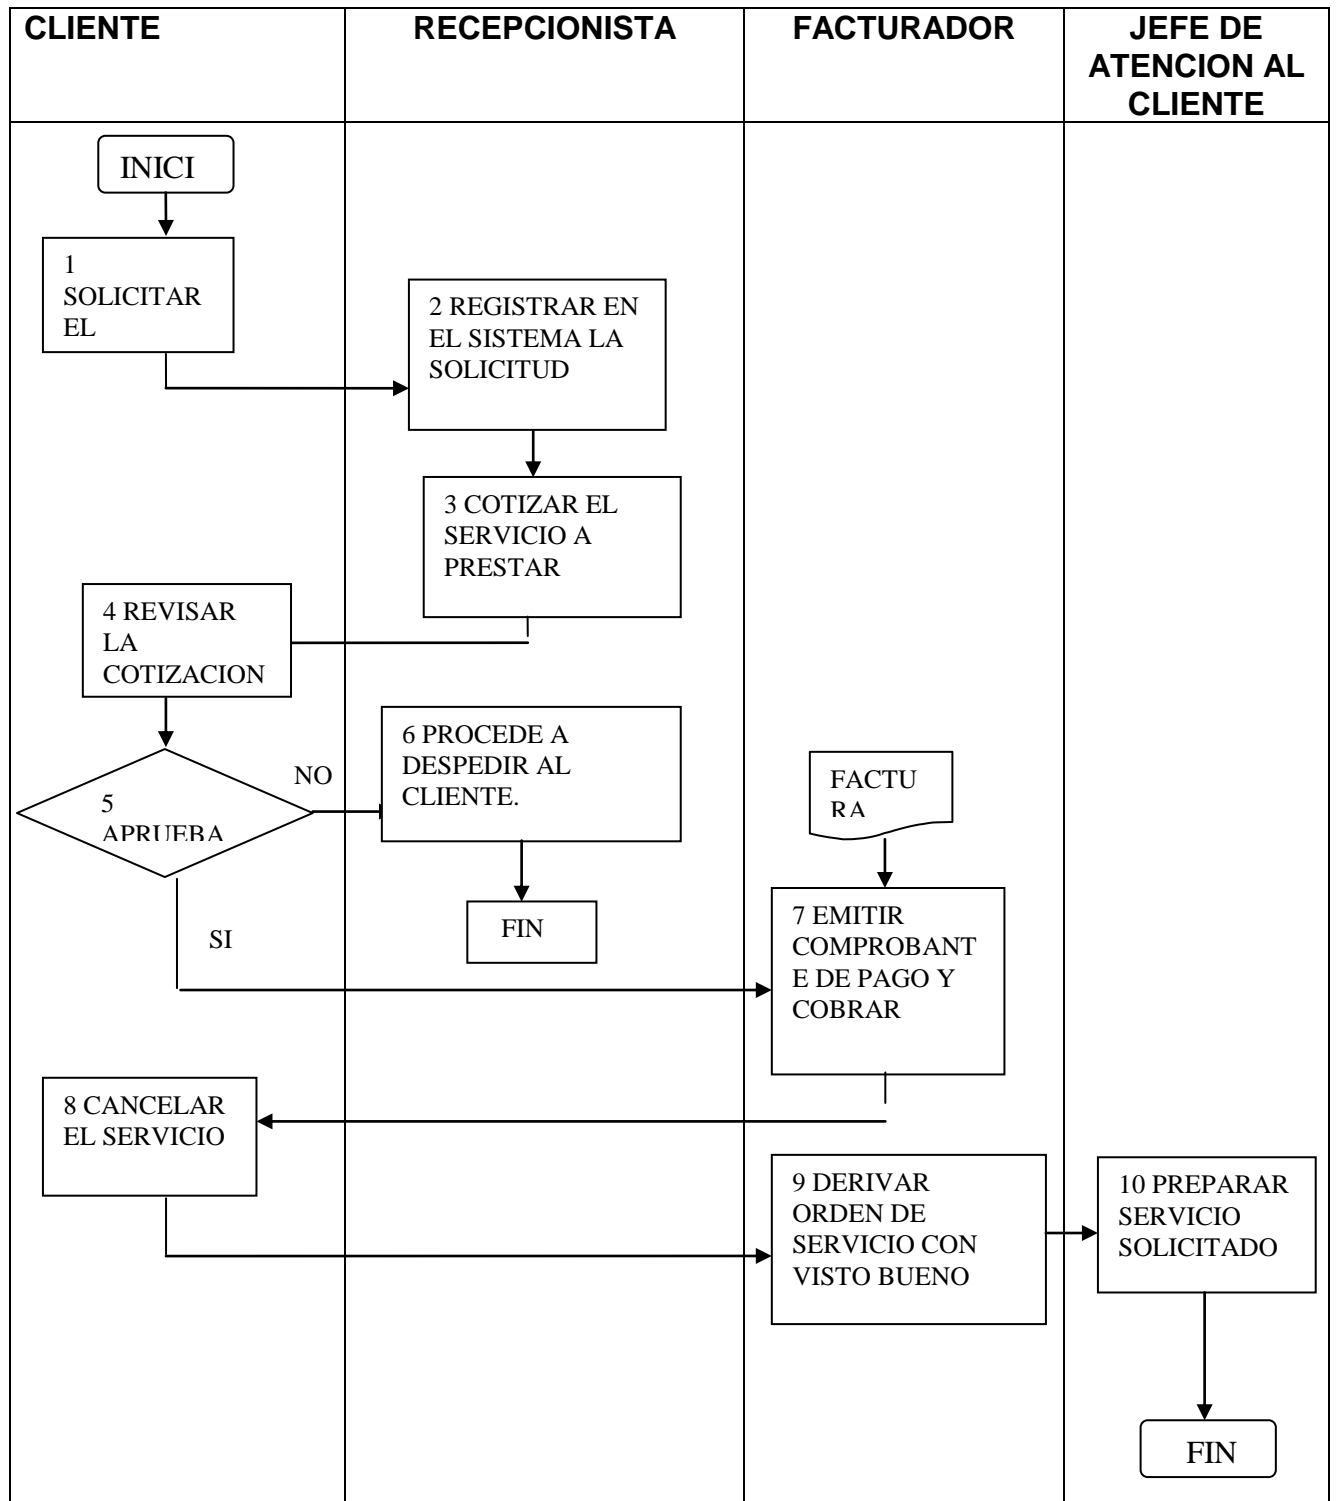 CLIENTE
RECEPCIONISTA
FACTURADOR
JEFE DE
ATENCION AL
CLIENTE
INICI
1
SOLICITAR
EL
2 REGISTRAR EN
EL SISTEMA LA
SOLICITUD
3 COTIZAR EL
SERVICIO A
PRESTAR
4 REVISAR
LA
COTIZACION
5
APRUEBA
NO
SI
6 PROCEDE A
DESPEDIR AL
CLIENTE.
FIN
FACTU
RA
7 EMITIR
COMPROBANT
E DE PAGO Y
COBRAR
8 CANCELAR
EL SERVICIO
9 DERIVAR
ORDEN DE
SERVICIO CON
VISTO BUENO
10 PREPARAR
SERVICIO
SOLICITADO
FIN